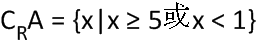 C_RA = {x|x ≥ 5或x < 1}